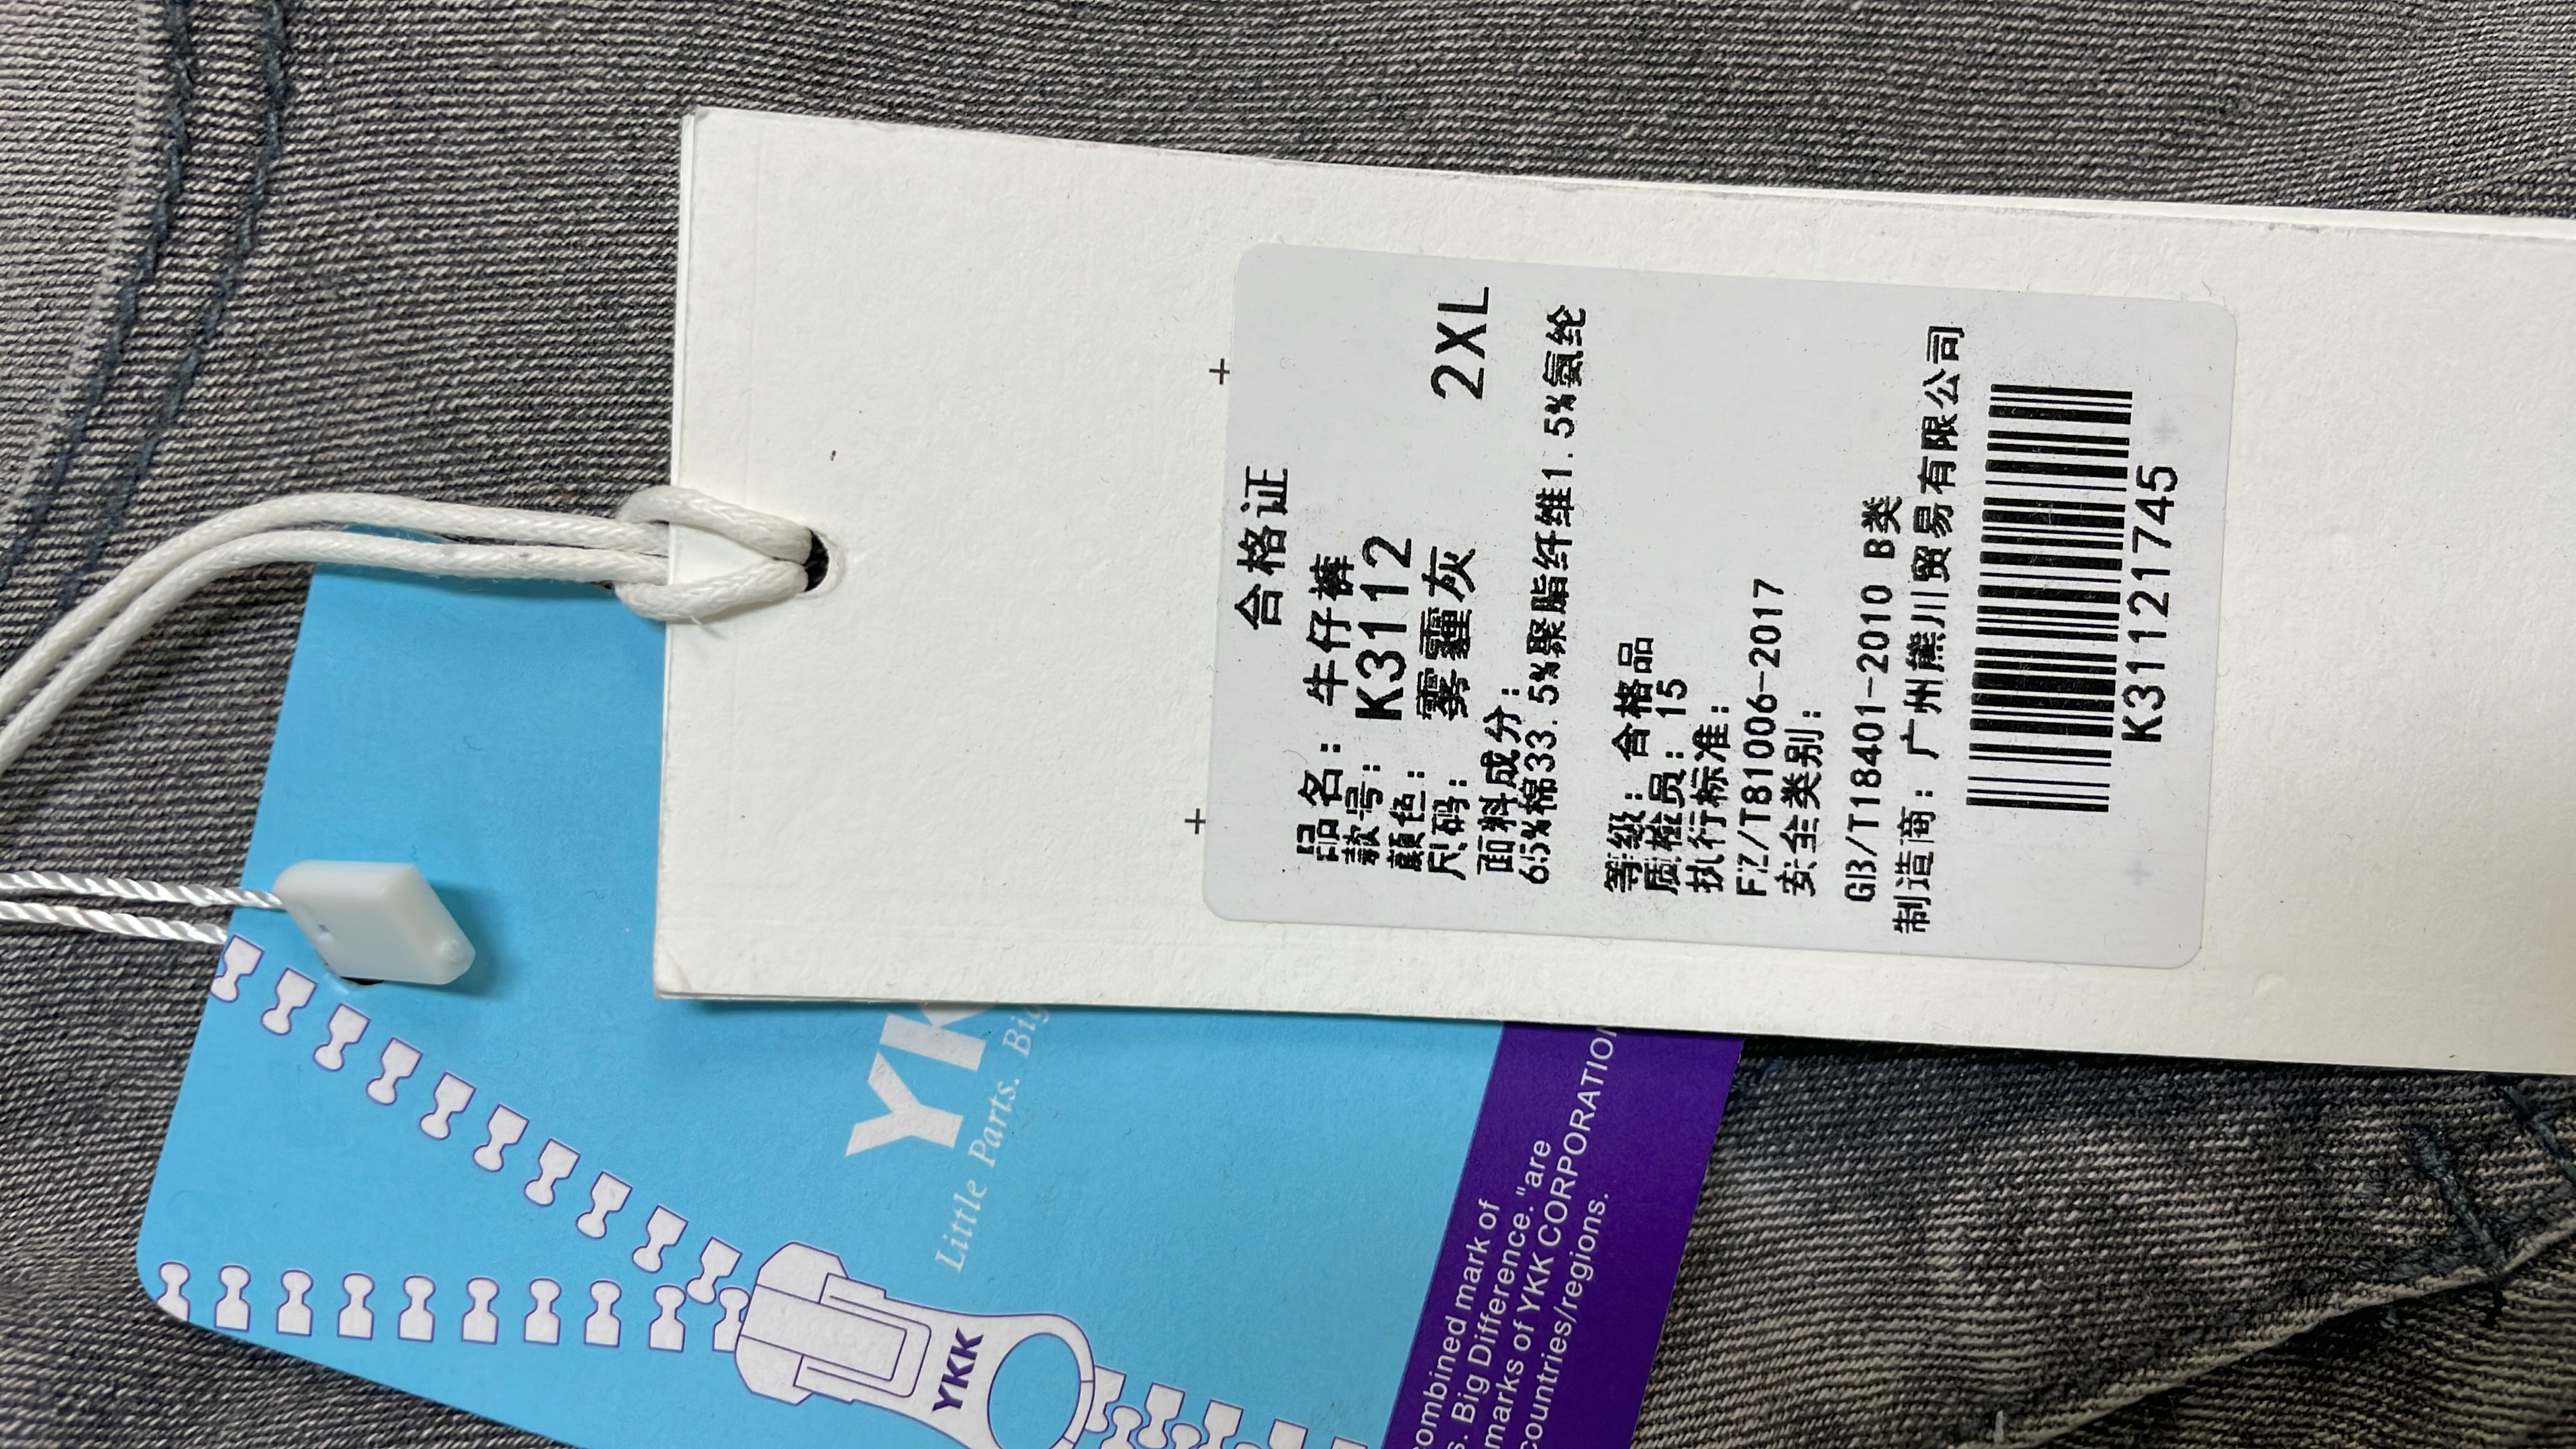 合格证
品名: 牛仔裤
款号: K3112
颜色: 雾霾灰
尺码: 2XL
面料成分:
65%棉33.5%聚脂纤维1.5%氨纶
等级: 合格品
质检员: 15
执行标准:
FZ/T81006-2017
安全类别:
GB/T18401-2010 B类
制造商: 广州熊川贸易有限公司
K31121745
YK
Little Parts. Big
YKK
combined mark of
s. Big Difference."are
marks of YKK CORPORATION
countries/regions.